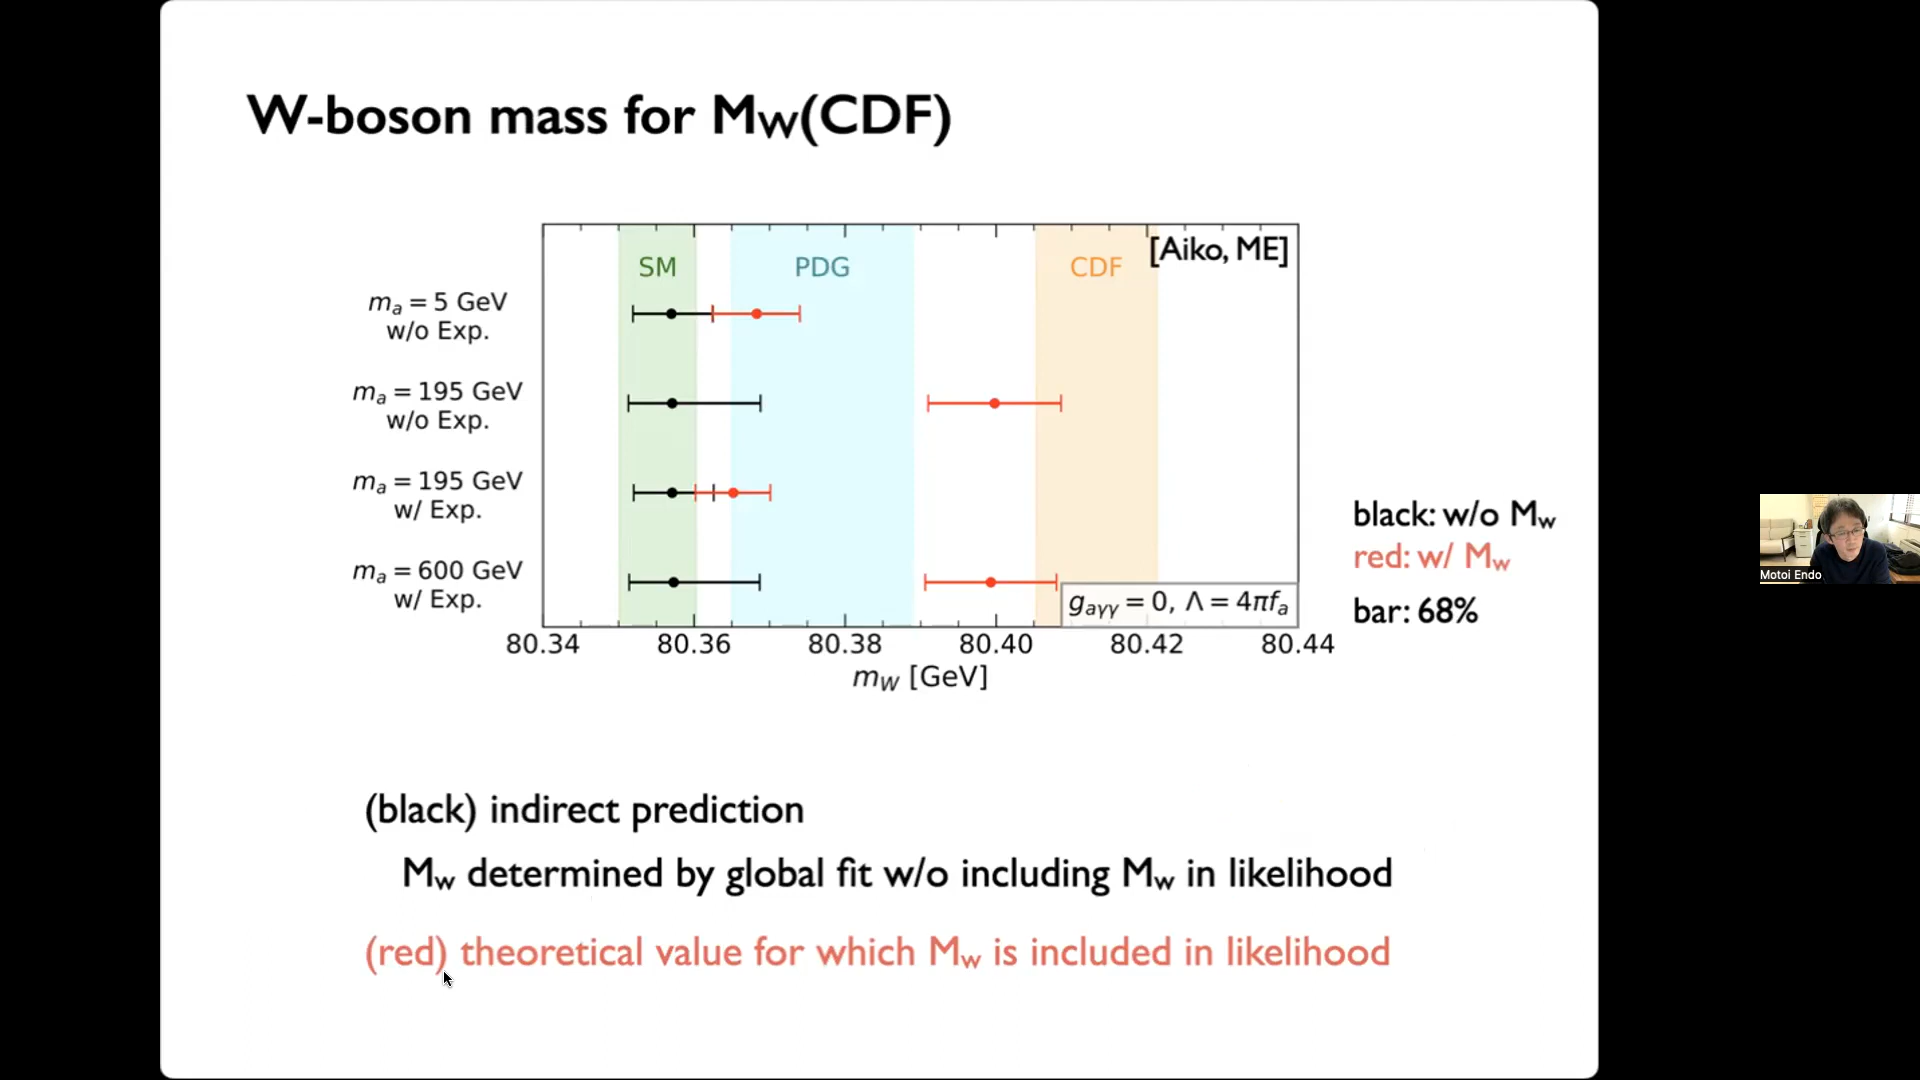 W-boson mass for Mw(CDF)
[Aiko, ME]
SM
PDG
CDF
mₐ = 5 GeV
w/o Exp.
mₐ = 195 GeV
w/o Exp.
mₐ = 195 GeV
w/ Exp.
mₐ = 600 GeV
w/ Exp.
g_{aγγ} = 0, Λ = 4πfₐ
80.34 80.36 80.38 80.40 80.42 80.44
m_W [GeV]
black: w/o Mw
red: w/ Mw
bar: 68%
Motoi Endo
(black) indirect prediction
Mw determined by global fit w/o including Mw in likelihood
(red) theoretical value for which Mw is included in likelihood